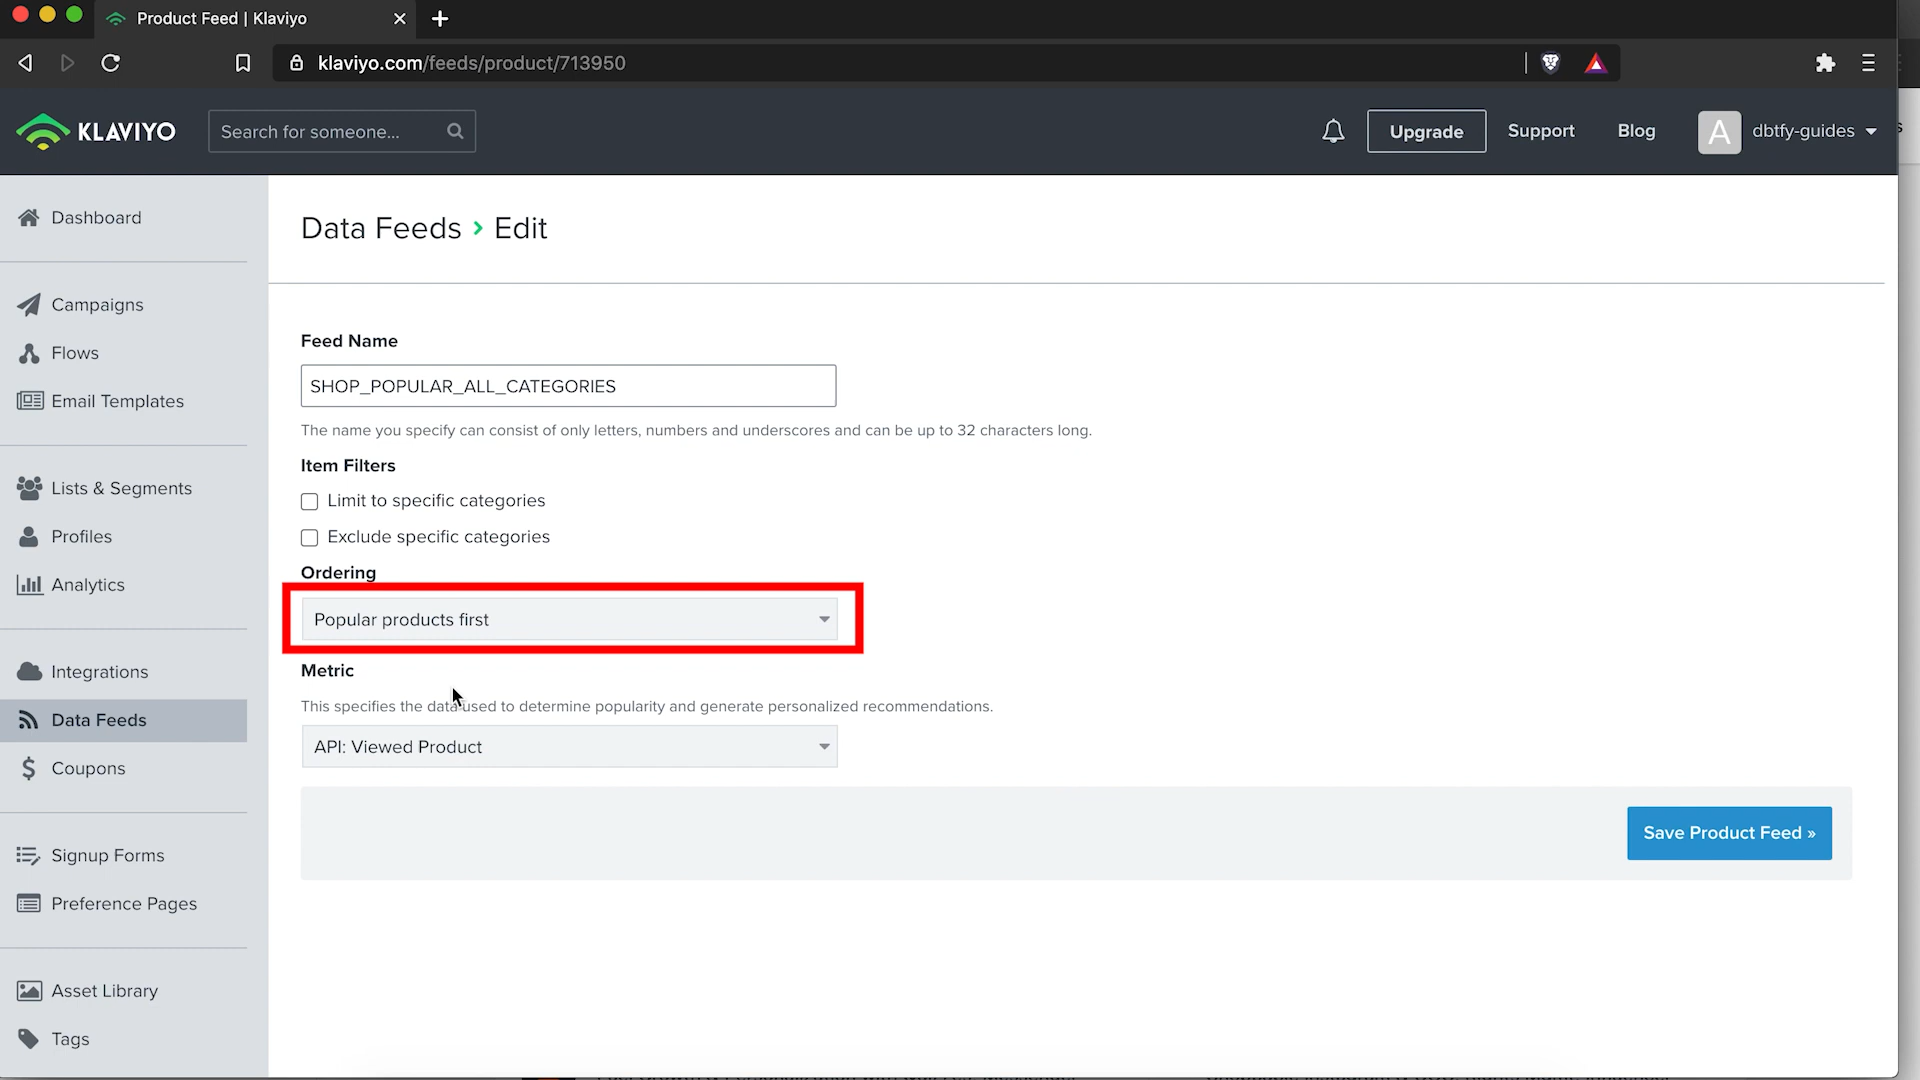 Product Feed | Klaviyo
klaviyo.com/feeds/product/713950
KLAVIYO
Search for someone...
Upgrade
Support
Blog
A
dbtfy-guides
Dashboard
Campaigns
Flows
Email Templates
Lists & Segments
Profiles
Analytics
Integrations
Data Feeds
Coupons
Signup Forms
Preference Pages
Asset Library
Tags
Data Feeds > Edit
Feed Name
SHOP_POPULAR_ALL_CATEGORIES
The name you specify can consist of only letters, numbers and underscores and can be up to 32 characters long.
Item Filters
Limit to specific categories
Exclude specific categories
Ordering
Popular products first
Metric
This specifies the data used to determine popularity and generate personalized recommendations.
API: Viewed Product
Save Product Feed »